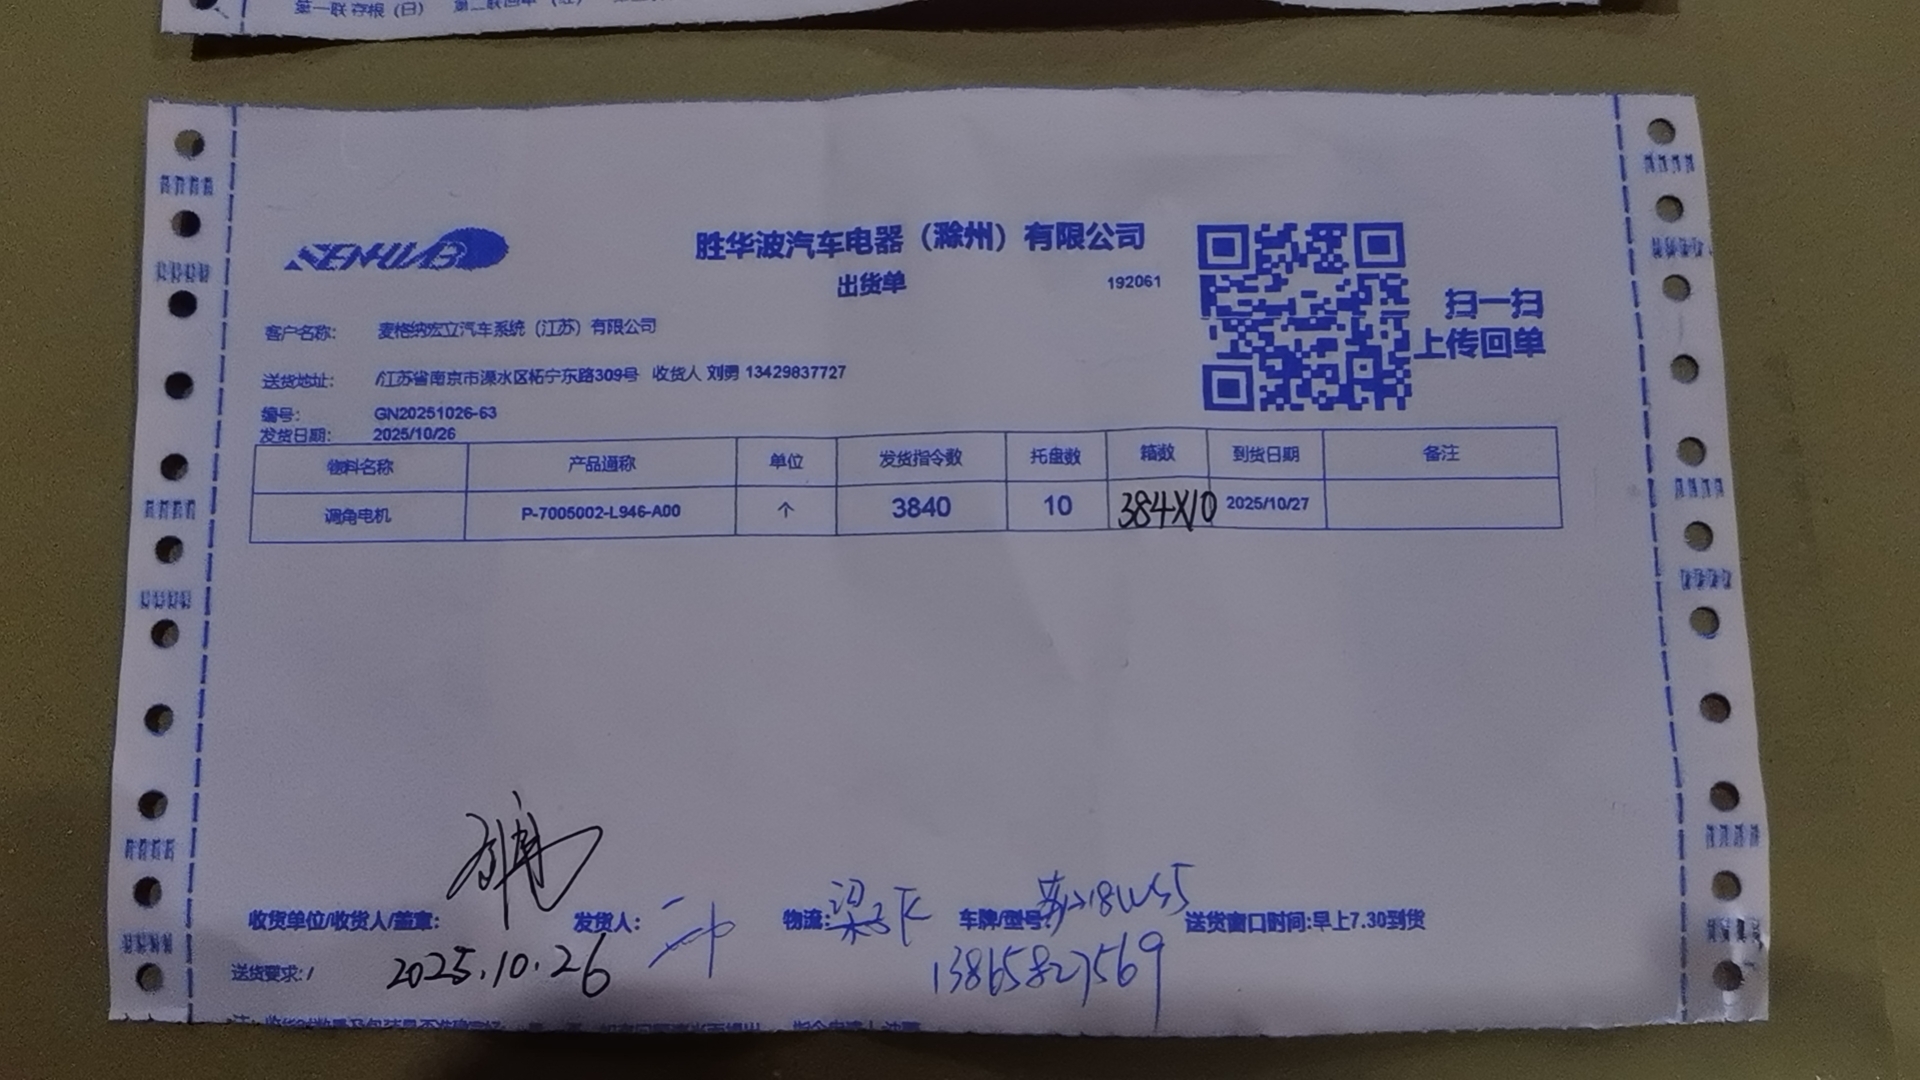 第一联 存根（白）
SENHWB
胜华波汽车电器（滁州）有限公司
出货单 192061
扫一扫
上传回单
客户名称： 麦格纳宏立汽车系统（江苏）有限公司
送货地址： /江苏省南京市溧水区柘宁东路309号 收货人 刘勇 13429837727
编号： GN20251026-63
发货日期： 2025/10/26
物料名称 产品通称 单位 发货指令数 托盘数 箱数 到货日期 备注
调角电机 P-7005002-L946-A00 个 3840 10 384X10 2025/10/27
收货单位/收货人/盖章： 发货人： 物流： 车牌/型号： 送货窗口时间:早上7.30到货
送货要求: / 2025.10.26 13865827569